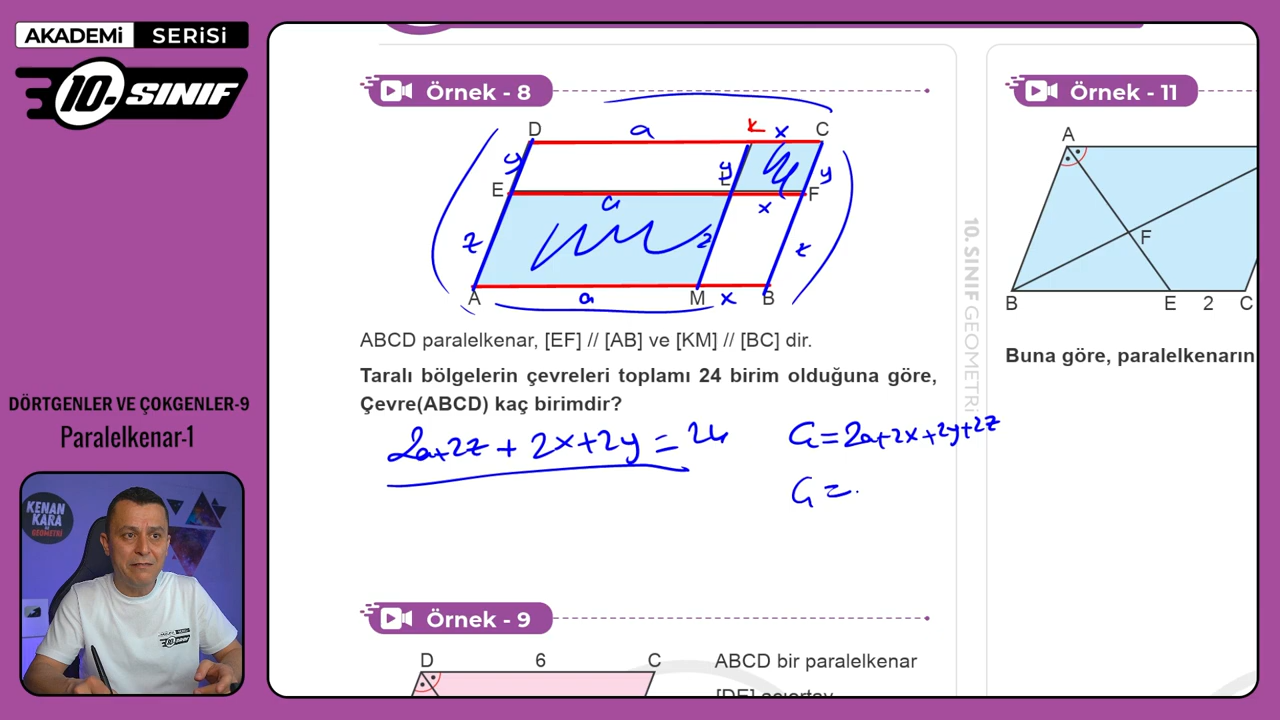 AKADEMİ SERİSİ
10. SINIF
DÖRTGENLER VE ÇOKGENLER-9
Paralelkenar-1
KENAN
KARA
GEOMETRİ
Örnek - 8
D a K x C
y y y
E a L x F
z z z
A a M x B
ABCD paralelkenar, [EF] // [AB] ve [KM] // [BC] dir.
Taralı bölgelerin çevreleri toplamı 24 birim olduğuna göre,
Çevre(ABCD) kaç birimdir?
2a+2z + 2x+2y = 24
Ç=2a+2x+2y+2z
Ç =
Örnek - 9
D 6 C
ABCD bir paralelkenar
10. SINIF GEOMETRİ
Örnek - 11
A
F
B E 2 C
Buna göre, paralelkenarın